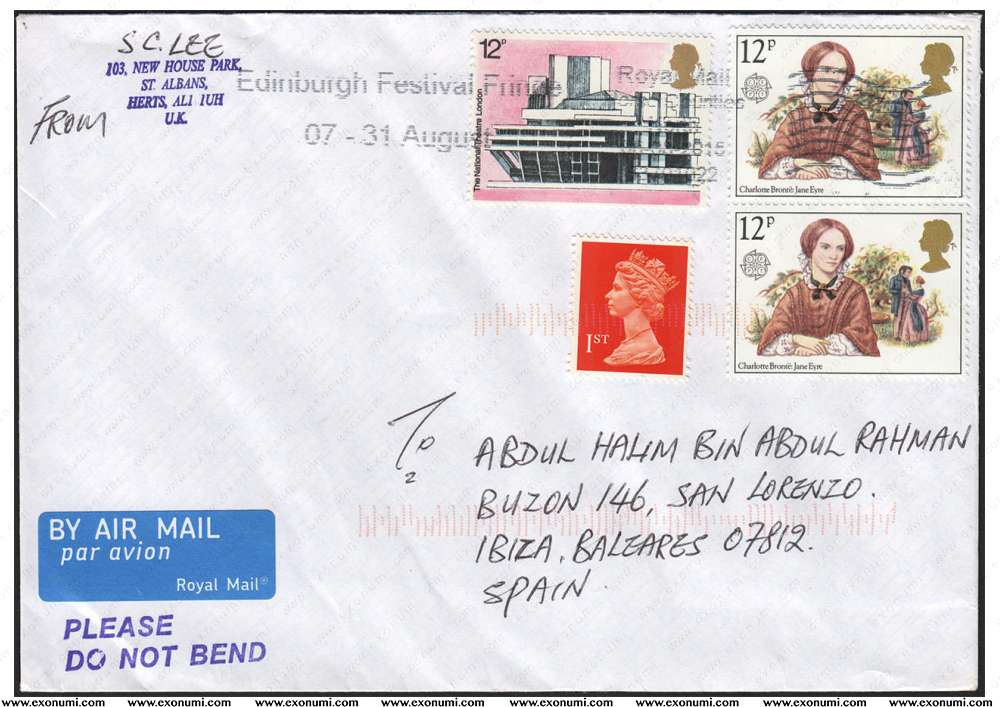 S. C. LEE
103, NEW HOUSE PARK,
ST. ALBANS,
HERTS, AL1 1UH
U.K.
FROM
Edinburgh Festival Fringe
07 - 31 August
Royal Mail
12P
The National Theatre London
12P
Charlotte Brontë: Jane Eyre
12P
Charlotte Brontë: Jane Eyre
1ST
To
ABDUL HALIM BIN ABDUL RAHMAN
BUZON 146, SAN LORENZO.
IBIZA, BALEARES 07812.
SPAIN.
BY AIR MAIL
par avion
Royal Mail®
PLEASE
DO NOT BEND
www.exonumi.com www.exonumi.com www.exonumi.com www.exonumi.com www.exonumi.com www.exonumi.com www.exonumi.com www.exonumi.com